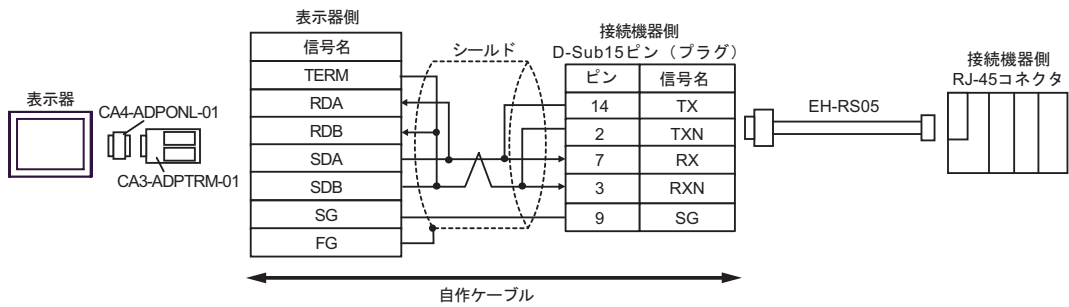 表示器
CA4-ADPONL-01
CA3-ADPTRM-01
表示器側
信号名
TERM
RDA
RDB
SDA
SDB
SG
FG
シールド
接続機器側
D-Sub15ピン（プラグ）
ピン 信号名
14 TX
2 TXN
7 RX
3 RXN
9 SG
自作ケーブル
EH-RS05
接続機器側
RJ-45コネクタ